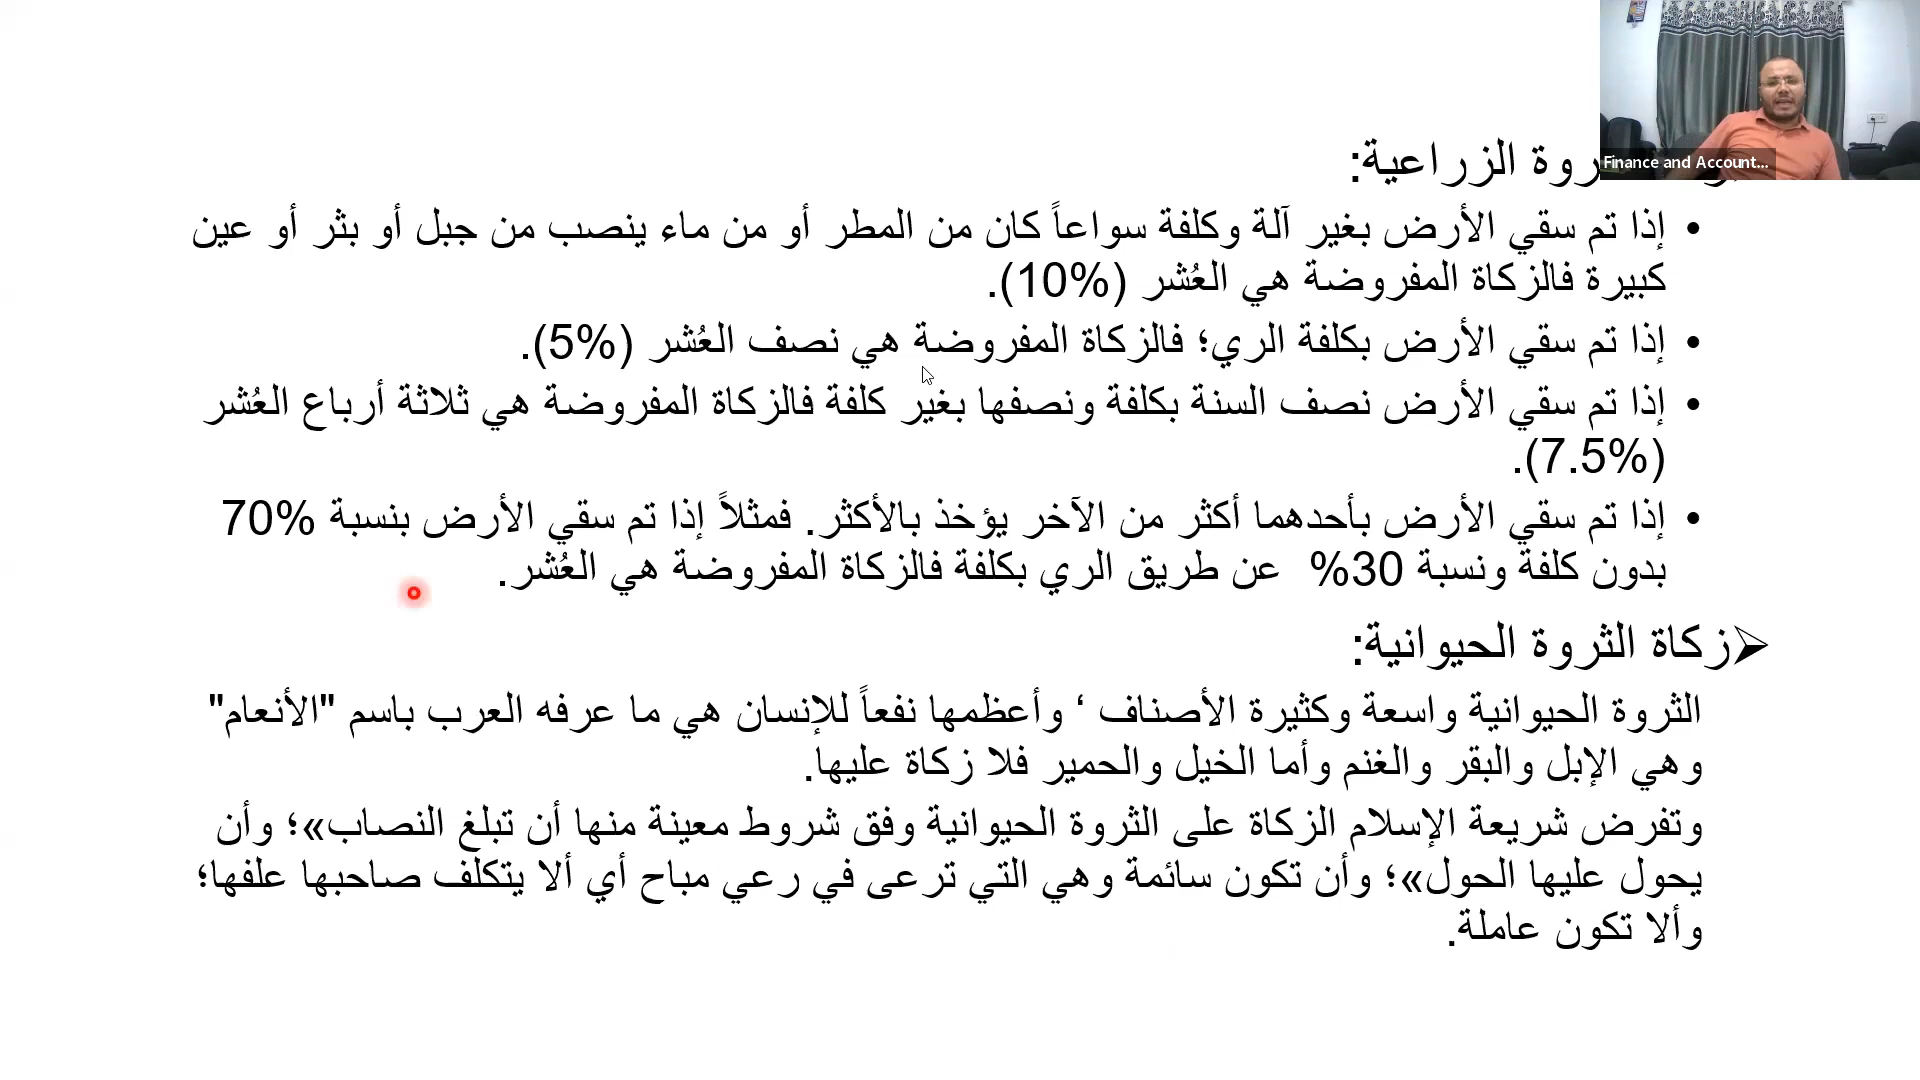 Finance and Account...
روة الزراعية:
• إذا تم سقي الأرض بغير آلة وكلفة سواعاً كان من المطر أو من ماء ينصب من جبل أو بثر أو عين
كبيرة فالزكاة المفروضة هي العُشر (10%).
• إذا تم سقي الأرض بكلفة الري؛ فالزكاة المفروضة هي نصف العُشر (5%).
• إذا تم سقي الأرض نصف السنة بكلفة ونصفها بغير كلفة فالزكاة المفروضة هي ثلاثة أرباع العُشر
(7.5%).
• إذا تم سقي الأرض بأحدهما أكثر من الآخر يؤخذ بالأكثر. فمثلاً إذا تم سقي الأرض بنسبة 70%
بدون كلفة ونسبة 30% عن طريق الري بكلفة فالزكاة المفروضة هي العُشر.
➢زكاة الثروة الحيوانية:
الثروة الحيوانية واسعة وكثيرة الأصناف ‘ وأعظمها نفعاً للإنسان هي ما عرفه العرب باسم "الأنعام"
وهي الإبل والبقر والغنم وأما الخيل والحمير فلا زكاة عليها.
وتفرض شريعة الإسلام الزكاة على الثروة الحيوانية وفق شروط معينة منها أن تبلغ النصاب»؛ وأن
يحول عليها الحول»؛ وأن تكون سائمة وهي التي ترعى في رعي مباح أي ألا يتكلف صاحبها علفها؛
وألا تكون عاملة.